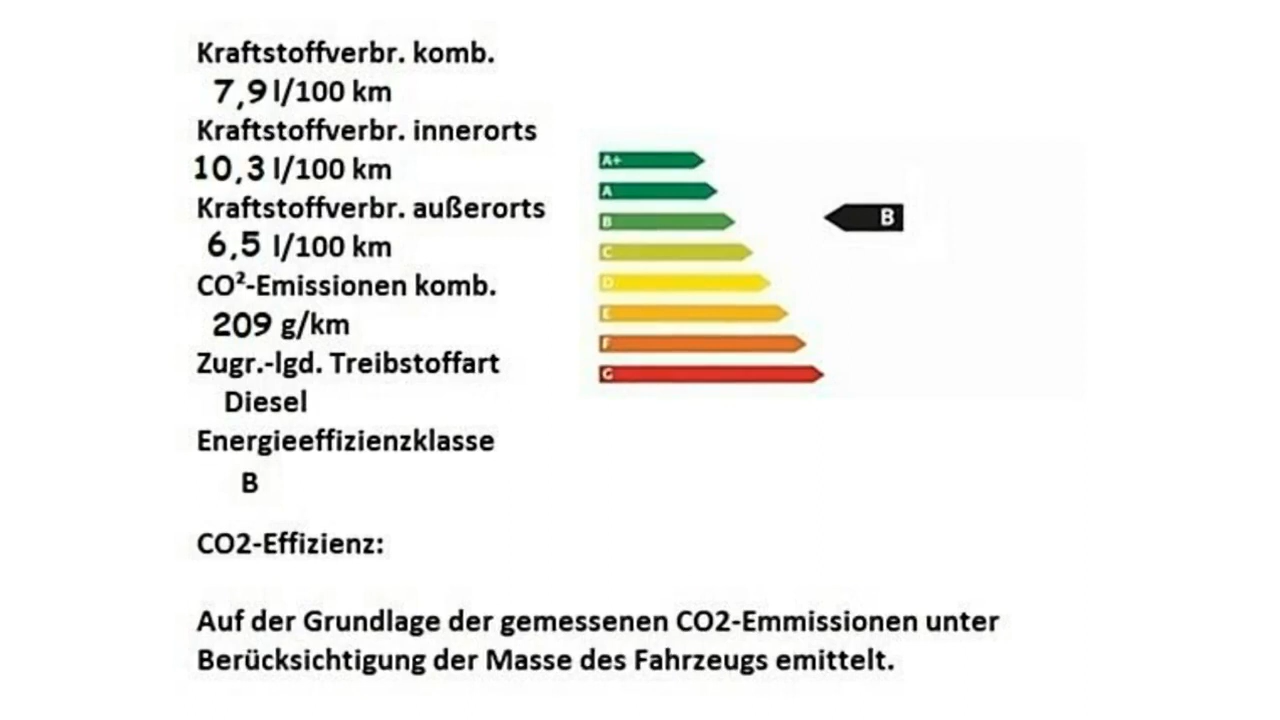 Kraftstoffverbr. komb.
7,9 l/100 km
Kraftstoffverbr. innerorts
10,3 l/100 km
Kraftstoffverbr. außerorts
6,5 l/100 km
CO²-Emissionen komb.
209 g/km
Zugr.-lgd. Treibstoffart
Diesel
Energieeffizienzklasse
B
A+
A
B
B
C
D
E
F
G
CO2-Effizienz:
Auf der Grundlage der gemessenen CO2-Emmissionen unter
Berücksichtigung der Masse des Fahrzeugs emittelt.